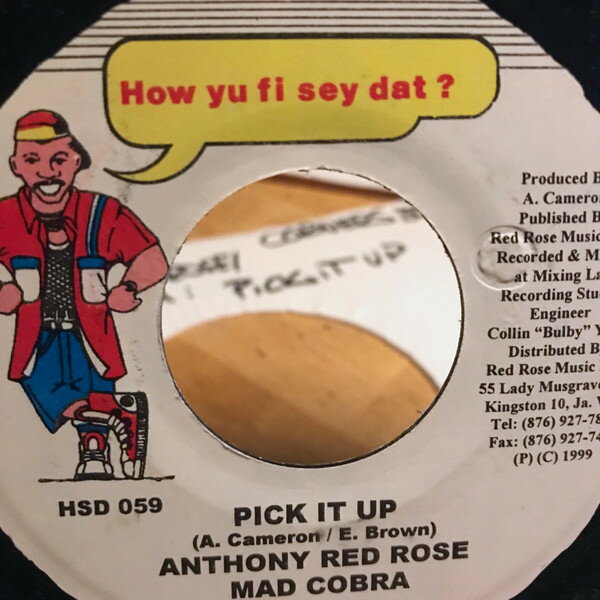 How yu fi sey dat ?
Produced B
A. Cameron
Published B
Red Rose Music
Recorded & M
at Mixing La
Recording Stu
Engineer
Collin "Bulby" Y
Distributed B
Red Rose Music
55 Lady Musgrave
Kingston 10, Ja. W
Tel: (876) 927-78
Fax: (876) 927-74
(P) (C) 1999
CORNERS
PICK IT UP
HSD 059
PICK IT UP
(A. Cameron / E. Brown)
ANTHONY RED ROSE
MAD COBRA